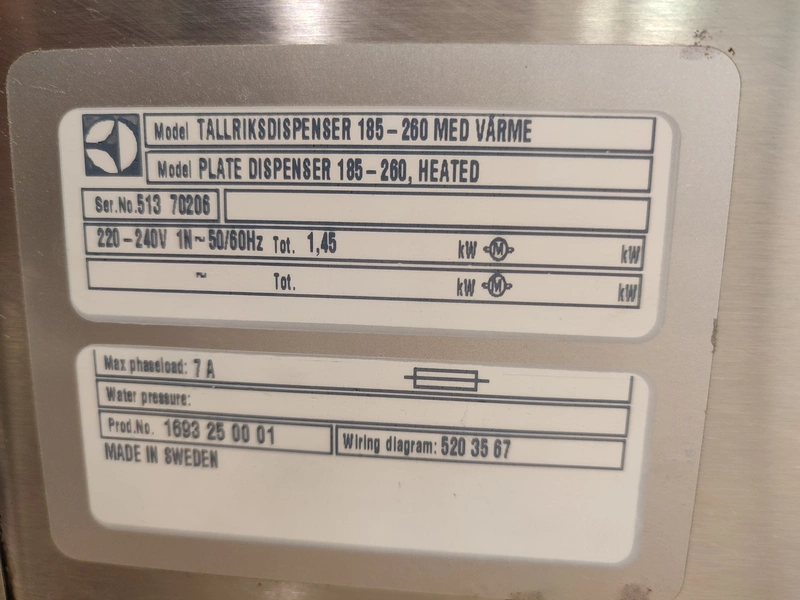 Model TALLRIKSDISPENSER 185-260 MED VÄRME
Model PLATE DISPENSER 185-260, HEATED
Ser.No. 513 70206
220-240V 1N~50/60Hz Tot. 1,45 kW M kW
~ Tot. kW M kW
Max phaseload: 7 A
Water pressure:
Prod.No. 1693 25 00 01
Wiring diagram: 520 35 67
MADE IN SWEDEN